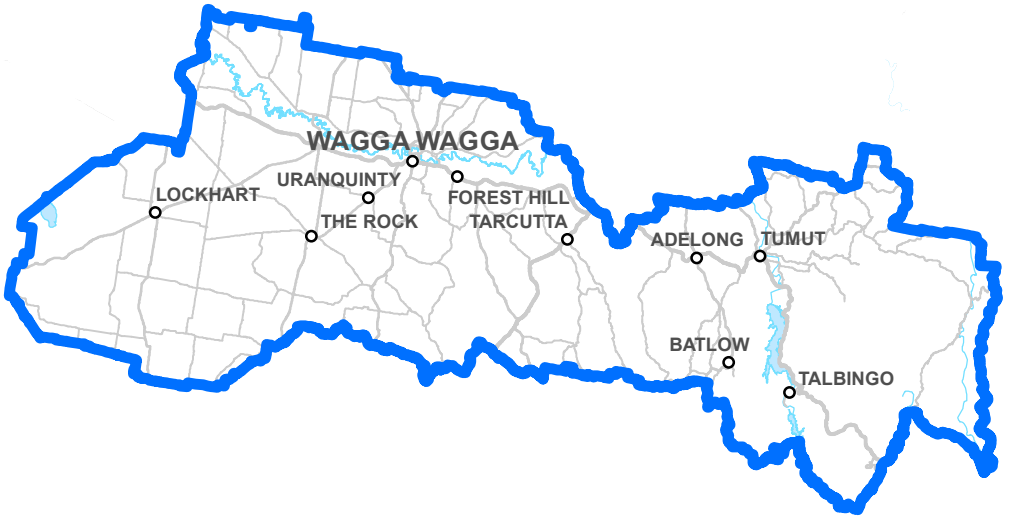 WAGGA WAGGA
URANQUINTY
LOCKHART
FOREST HILL
THE ROCK
TARCUTTA
ADELONG
TUMUT
BATLOW
TALBINGO